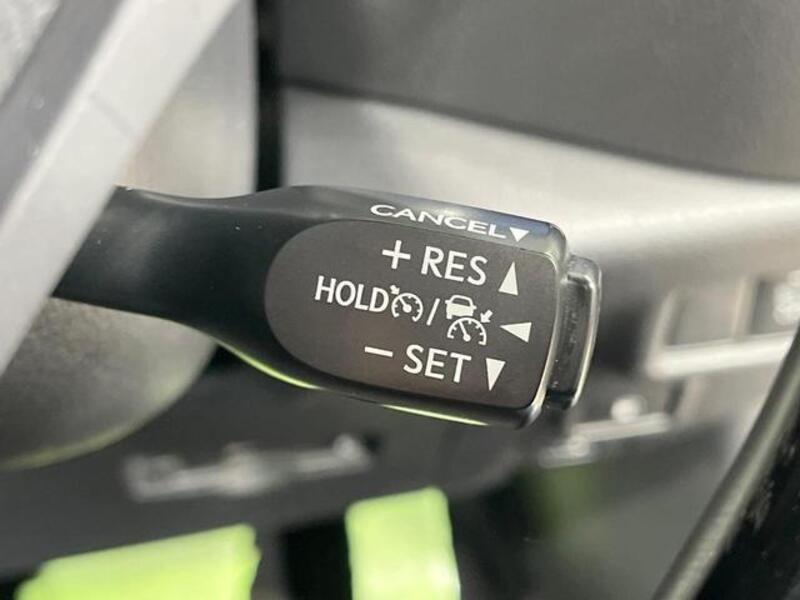 CANCEL▼
+ RES ▲
HOLD / ◀
− SET ▼